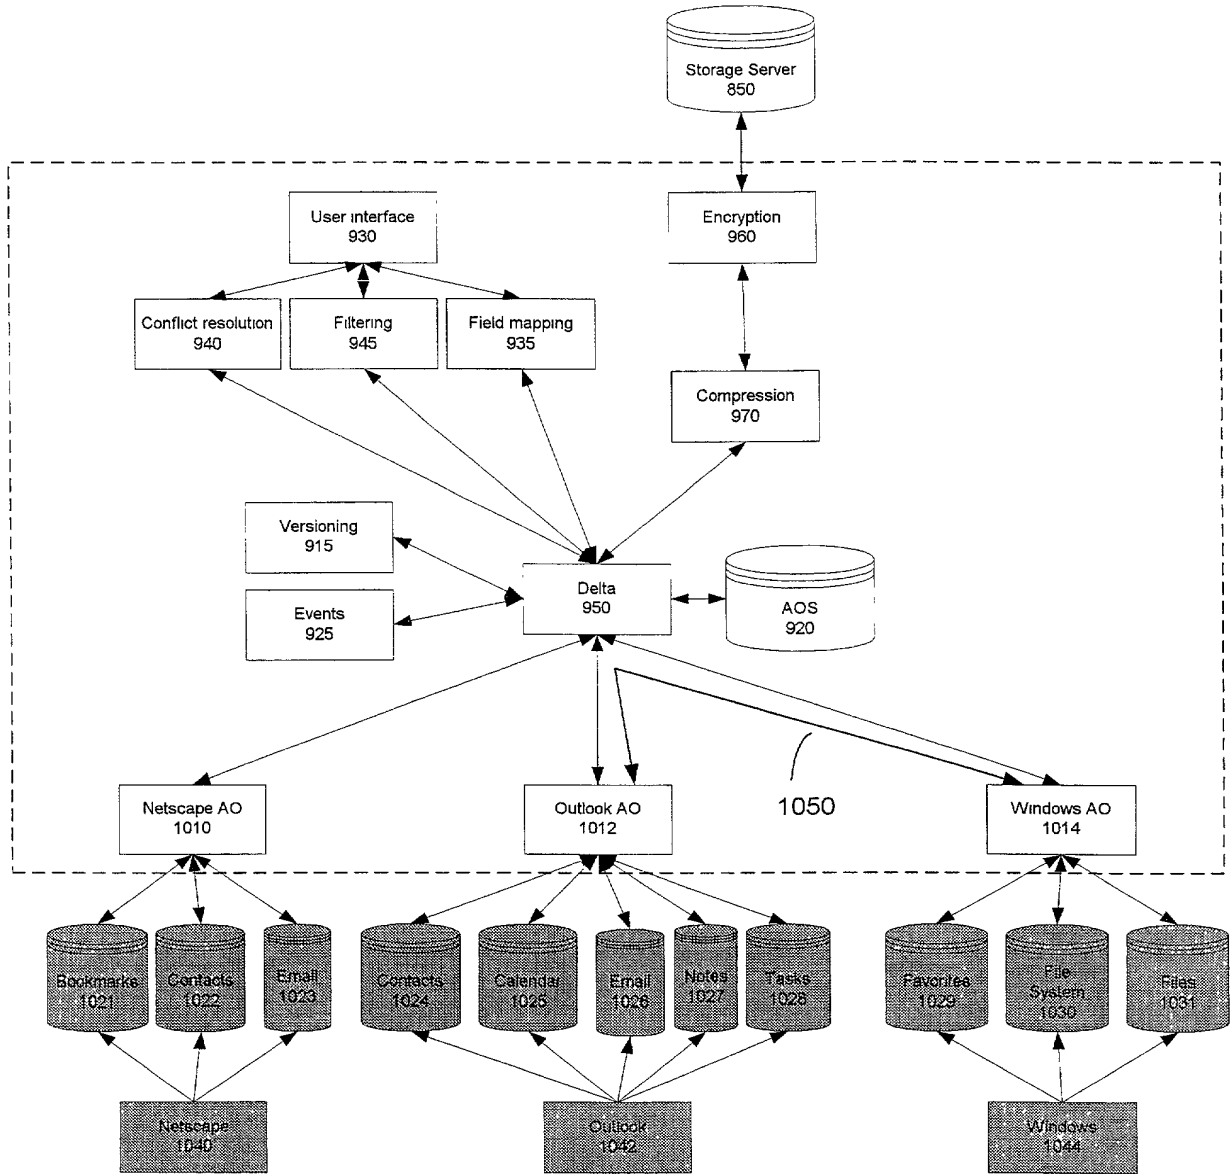 Storage Server
850
User interface
930
Encryption
960
Conflict resolution
940
Filtering
945
Field mapping
935
Compression
970
Versioning
915
Events
925
Delta
950
AOS
920
Netscape AO
1010
Outlook AO
1012
1050
Windows AO
1014
Bookmarks
1021
Contacts
1022
Email
1023
Contacts
1024
Calendar
1025
Email
1026
Notes
1027
Tasks
1028
Favorites
1029
File
System
1030
Files
1031
Netscape
1040
Outlook
1042
Windows
1044